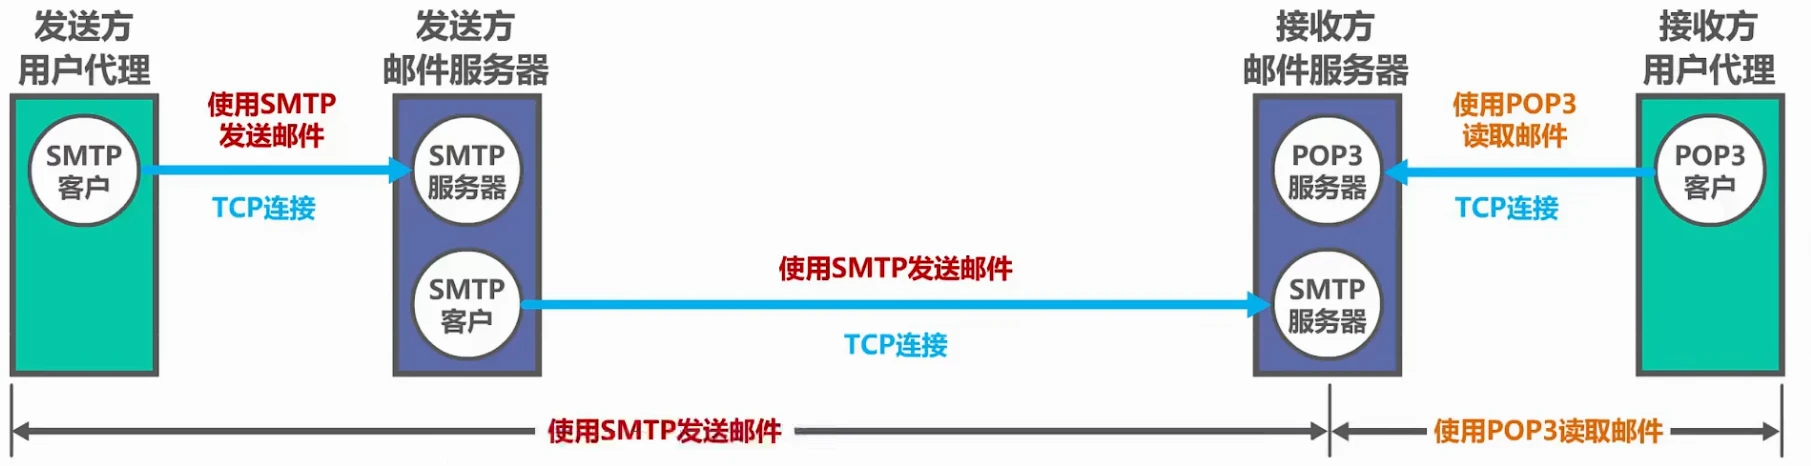 发送方
用户代理
发送方
邮件服务器
接收方
邮件服务器
接收方
用户代理
使用SMTP
发送邮件
使用POP3
读取邮件
SMTP
客户
SMTP
服务器
POP3
服务器
POP3
客户
TCP连接
TCP连接
使用SMTP发送邮件
SMTP
客户
SMTP
服务器
TCP连接
使用SMTP发送邮件
使用POP3读取邮件